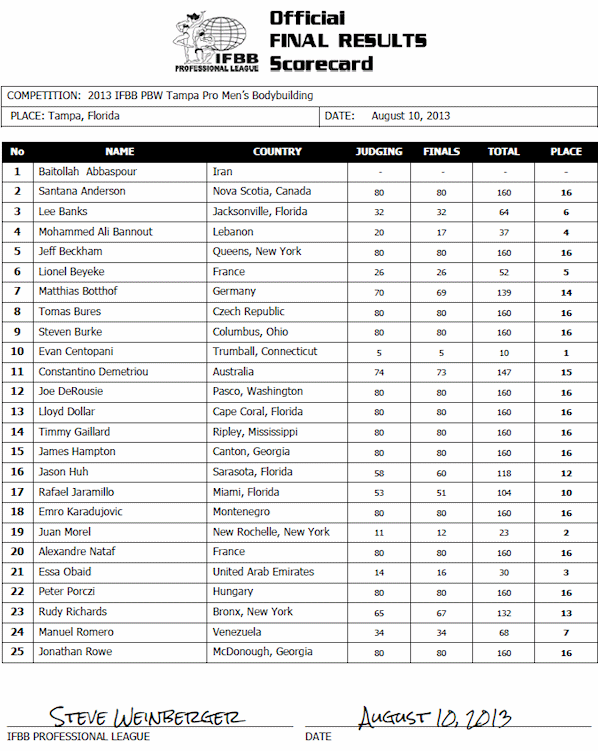 Official
FINAL RESULTS
Scorecard
IFBB
PROFESSIONAL LEAGUE
COMPETITION: 2013 IFBB PBW Tampa Pro Men's Bodybuilding
PLACE: Tampa, Florida DATE: August 10, 2013
No NAME COUNTRY JUDGING FINALS TOTAL PLACE
1 Baitollah Abbaspour Iran - - - -
2 Santana Anderson Nova Scotia, Canada 80 80 160 16
3 Lee Banks Jacksonville, Florida 32 32 64 6
4 Mohammed Ali Bannout Lebanon 20 17 37 4
5 Jeff Beckham Queens, New York 80 80 160 16
6 Lionel Beyeke France 26 26 52 5
7 Matthias Botthof Germany 70 69 139 14
8 Tomas Bures Czech Republic 80 80 160 16
9 Steven Burke Columbus, Ohio 80 80 160 16
10 Evan Centopani Trumball, Connecticut 5 5 10 1
11 Constantino Demetriou Australia 74 73 147 15
12 Joe DeRousie Pasco, Washington 80 80 160 16
13 Lloyd Dollar Cape Coral, Florida 80 80 160 16
14 Timmy Gaillard Ripley, Mississippi 80 80 160 16
15 James Hampton Canton, Georgia 80 80 160 16
16 Jason Huh Sarasota, Florida 58 60 118 12
17 Rafael Jaramillo Miami, Florida 53 51 104 10
18 Emro Karadujovic Montenegro 80 80 160 16
19 Juan Morel New Rochelle, New York 11 12 23 2
20 Alexandre Nataf France 80 80 160 16
21 Essa Obaid United Arab Emirates 14 16 30 3
22 Peter Porczi Hungary 80 80 160 16
23 Rudy Richards Bronx, New York 65 67 132 13
24 Manuel Romero Venezuela 34 34 68 7
25 Jonathan Rowe McDonough, Georgia 80 80 160 16
STEVE WEINBERGER AUGUST 10, 2013
IFBB PROFESSIONAL LEAGUE DATE